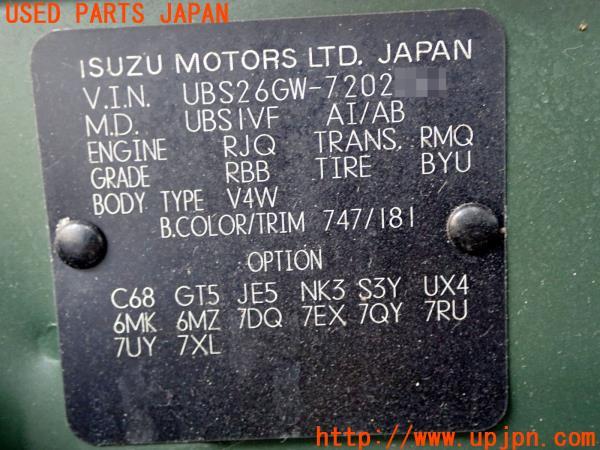 USED PARTS JAPAN
ISUZU MOTORS LTD. JAPAN
V.I.N. UBS26GW-7202
M.D. UBS1VF A1/AB
ENGINE RJQ TRANS. RMQ
GRADE RBB TIRE BYU
BODY TYPE V4W
B.COLOR/TRIM 747/181
OPTION
C68 GT5 JE5 NK3 S3Y UX4
6MK 6MZ 7DQ 7EX 7QY 7RU
7UY 7XL
http://www.upjpn.com